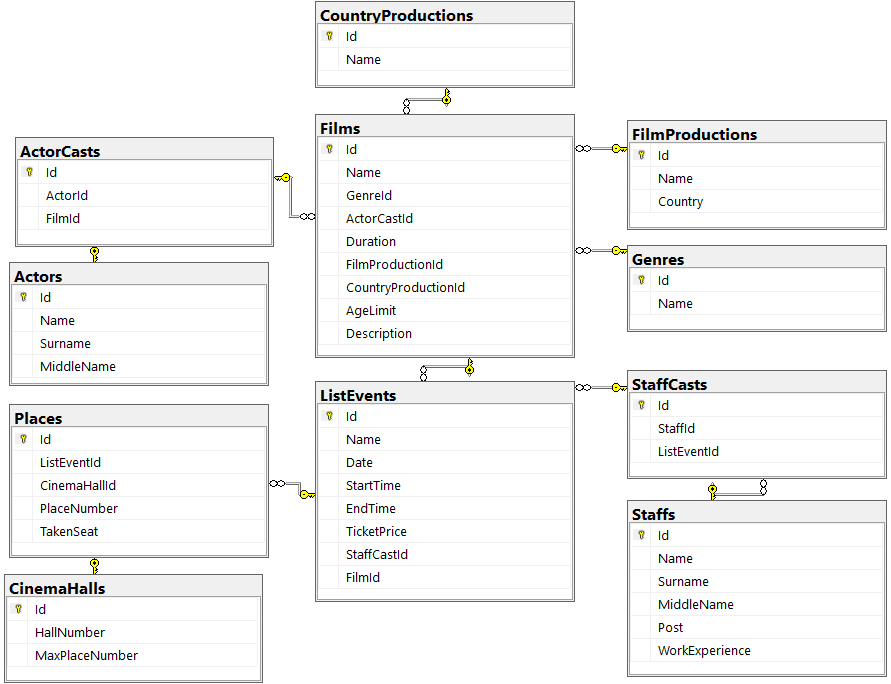 CountryProductions
Id
Name
Films
Id
Name
GenreId
ActorCastId
Duration
FilmProductionId
CountryProductionId
AgeLimit
Description
FilmProductions
Id
Name
Country
ActorCasts
Id
ActorId
FilmId
Genres
Id
Name
Actors
Id
Name
Surname
MiddleName
ListEvents
Id
Name
Date
StartTime
EndTime
TicketPrice
StaffCastId
FilmId
StaffCasts
Id
StaffId
ListEventId
Places
Id
ListEventId
CinemaHallId
PlaceNumber
TakenSeat
Staffs
Id
Name
Surname
MiddleName
Post
WorkExperience
CinemaHalls
Id
HallNumber
MaxPlaceNumber